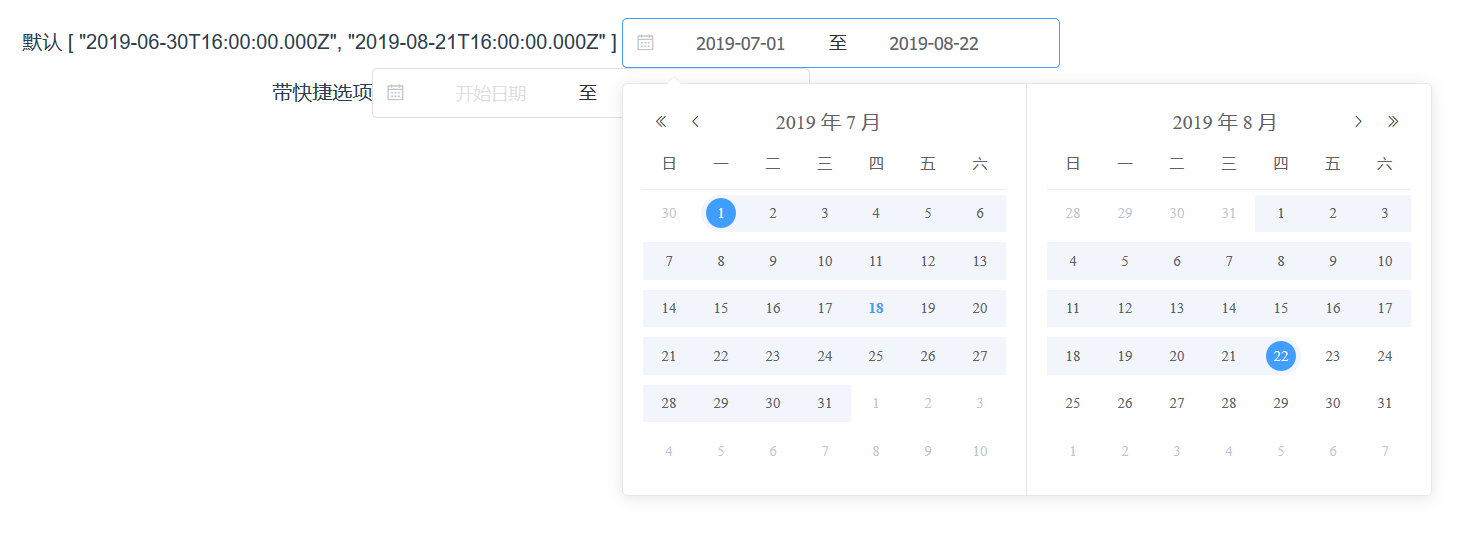 默认 [ "2019-06-30T16:00:00.000Z", "2019-08-21T16:00:00.000Z" ] 2019-07-01 至 2019-08-22
带快捷选项 开始日期 至
2019 年 7 月
日 一 二 三 四 五 六
30 1 2 3 4 5 6
7 8 9 10 11 12 13
14 15 16 17 18 19 20
21 22 23 24 25 26 27
28 29 30 31 1 2 3
4 5 6 7 8 9 10
2019 年 8 月
日 一 二 三 四 五 六
28 29 30 31 1 2 3
4 5 6 7 8 9 10
11 12 13 14 15 16 17
18 19 20 21 22 23 24
25 26 27 28 29 30 31
1 2 3 4 5 6 7